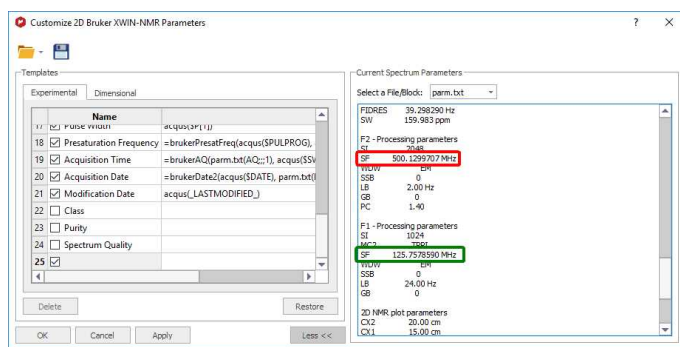 Customize 2D Bruker XWIN-NMR Parameters
? X
Templates
Experimental Dimensional
Name
17 Pulse Width acqus(SP[1])
18 Presaturation Frequency =brukerPresatFreq(acqus($PULPROG),
19 Acquisition Time =brukerAQ(parm.txt(AQ;;;1), acqus($SW
20 Acquisition Date =brukerDate2(acqus($DATE), parm.txt(
21 Modification Date acqus(_LASTMODIFIED_)
22 Class
23 Purity
24 Spectrum Quality
25
Delete Restore
OK Cancel Apply Less <<
Current Spectrum Parameters
Select a File/Block: parm.txt
FIDRES 39.298290 Hz
SW 159.983 ppm
F2 - Processing parameters
SI 2048
SF 500.1299707 MHz
WDW EM
SSB 0
LB 2.00 Hz
GB 0
PC 1.40
F1 - Processing parameters
SI 1024
MC2 TPPI
SF 125.7578590 MHz
WDW EM
SSB 0
LB 24.00 Hz
GB 0
2D NMR plot parameters
CX2 20.00 cm
CX1 15.00 cm